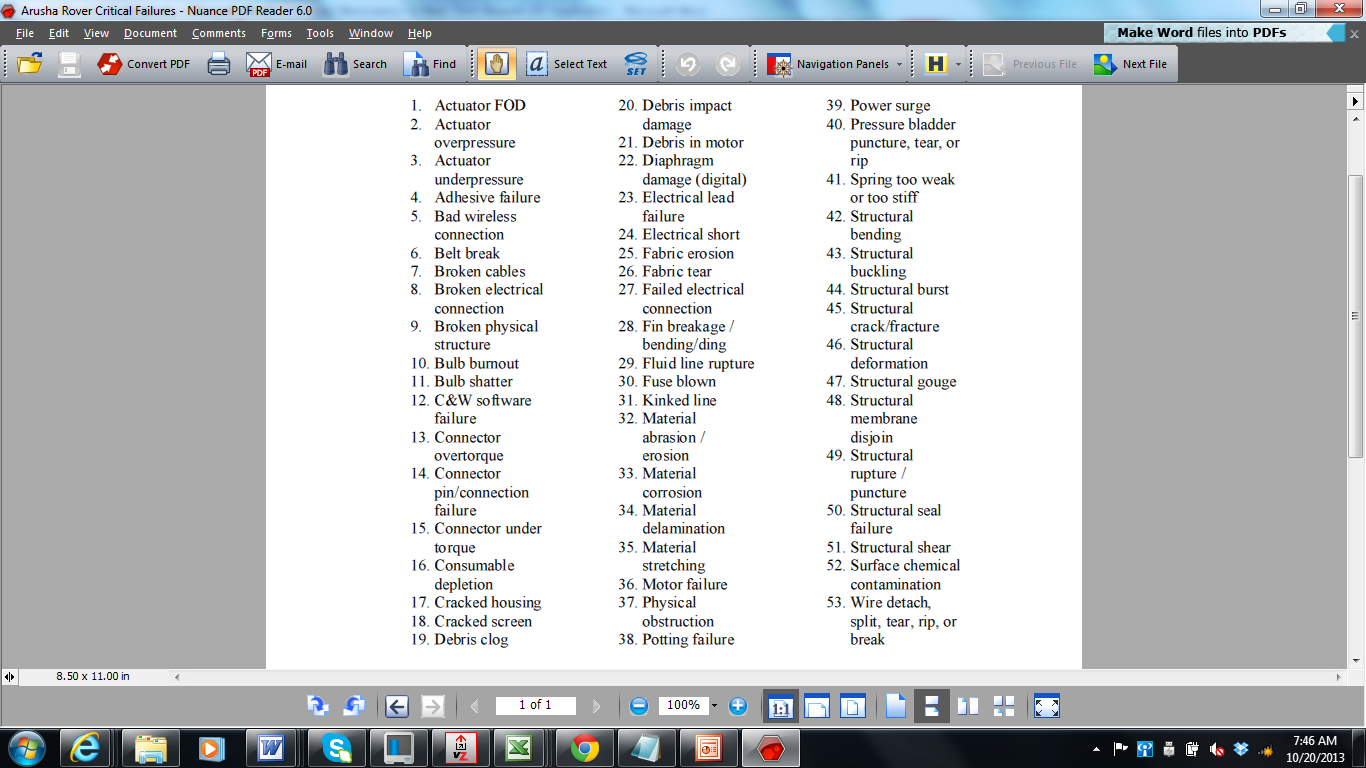 Arusha Rover Critical Failures - Nuance PDF Reader 6.0
File Edit View Document Comments Forms Tools Window Help
Make Word files into PDFs
Convert PDF E-mail Search Find Select Text Navigation Panels Previous File Next File
1. Actuator FOD
2. Actuator
overpressure
3. Actuator
underpressure
4. Adhesive failure
5. Bad wireless
connection
6. Belt break
7. Broken cables
8. Broken electrical
connection
9. Broken physical
structure
10. Bulb burnout
11. Bulb shatter
12. C&W software
failure
13. Connector
overtorque
14. Connector
pin/connection
failure
15. Connector under
torque
16. Consumable
depletion
17. Cracked housing
18. Cracked screen
19. Debris clog
20. Debris impact
damage
21. Debris in motor
22. Diaphragm
damage (digital)
23. Electrical lead
failure
24. Electrical short
25. Fabric erosion
26. Fabric tear
27. Failed electrical
connection
28. Fin breakage /
bending/ding
29. Fluid line rupture
30. Fuse blown
31. Kinked line
32. Material
abrasion /
erosion
33. Material
corrosion
34. Material
delamination
35. Material
stretching
36. Motor failure
37. Physical
obstruction
38. Potting failure
39. Power surge
40. Pressure bladder
puncture, tear, or
rip
41. Spring too weak
or too stiff
42. Structural
bending
43. Structural
buckling
44. Structural burst
45. Structural
crack/fracture
46. Structural
deformation
47. Structural gouge
48. Structural
membrane
disjoin
49. Structural
rupture /
puncture
50. Structural seal
failure
51. Structural shear
52. Surface chemical
contamination
53. Wire detach,
split, tear, rip, or
break
8.50 x 11.00 in
1 of 1 100% 1:1
7:46 AM
10/20/2013